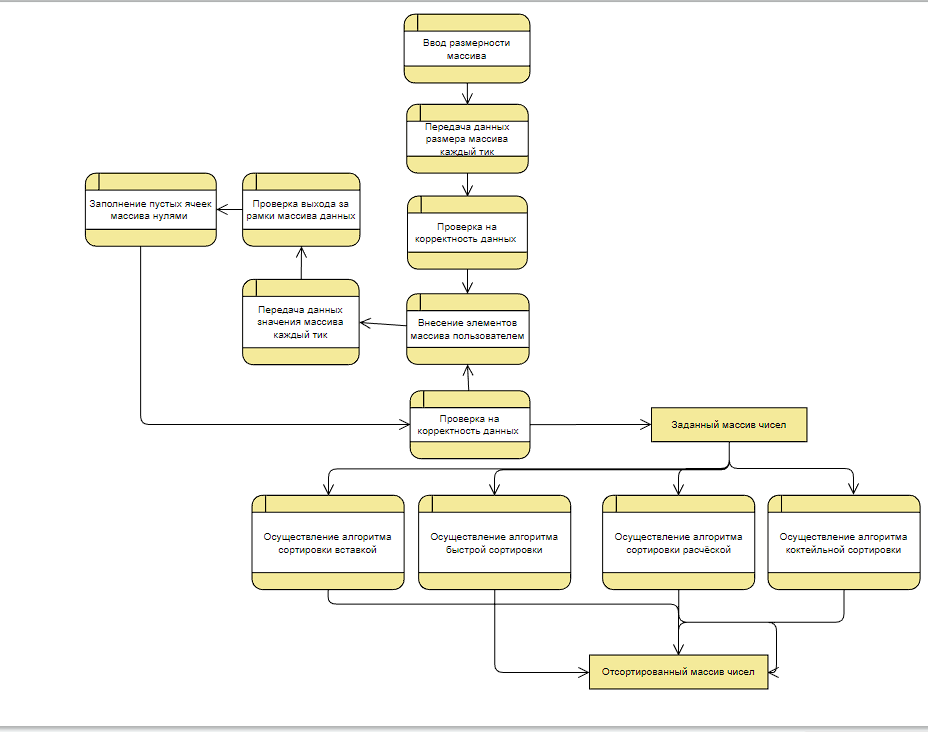 Ввод размерности
массива
Передача данных
размера массива
каждый тик
Заполнение пустых ячеек
массива нулями
Проверка выхода за
рамки массива данных
Проверка на
корректность данных
Передача данных
значения массива
каждый тик
Внесение элементов
массива пользователем
Проверка на
корректность данных
Заданный массив чисел
Осуществление алгоритма
сортировки вставкой
Осуществление алгоритма
быстрой сортировки
Осуществление алгоритма
сортировки расчёской
Осуществление алгоритма
коктейльной сортировки
Отсортированный массив чисел